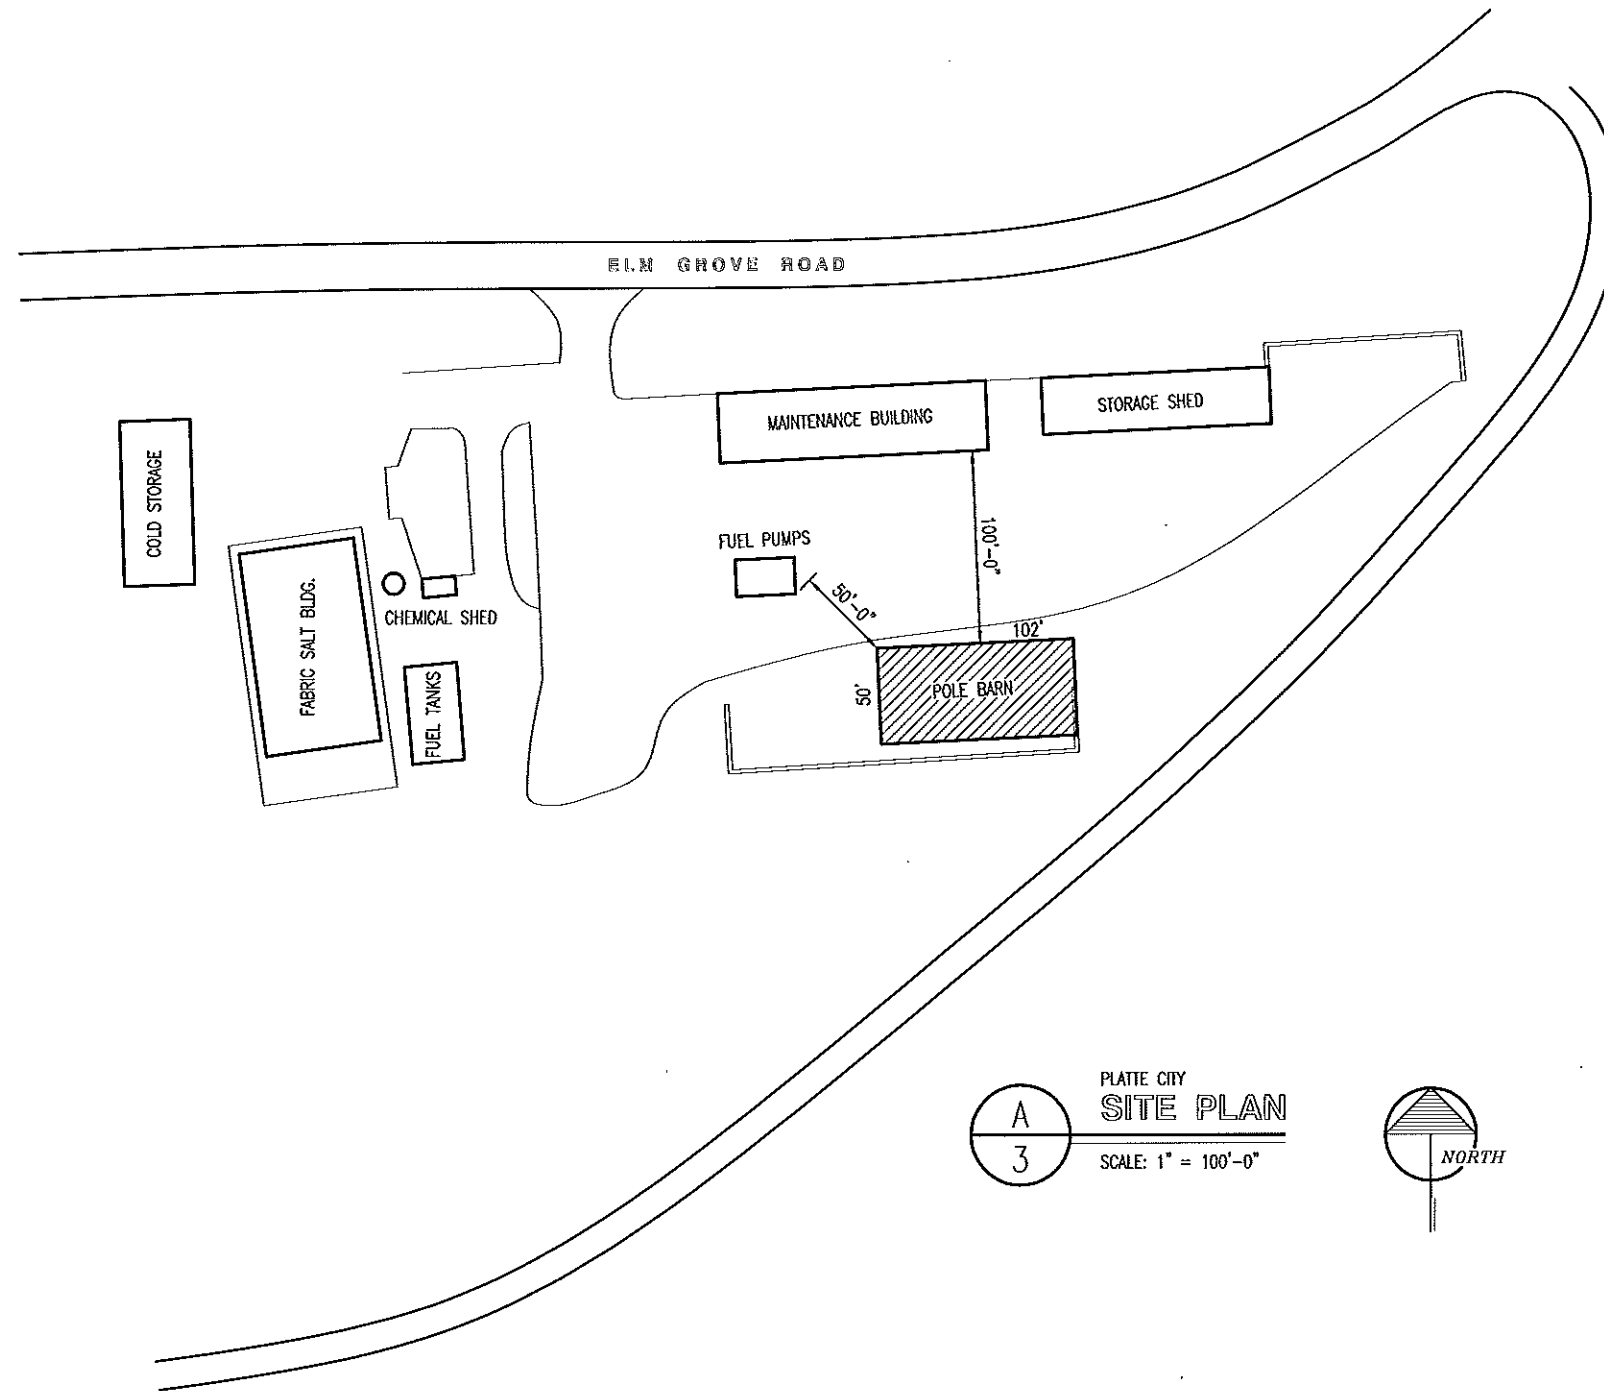 ELM GROVE ROAD
MAINTENANCE BUILDING
STORAGE SHED
COLD STORAGE
FUEL PUMPS
100'-0"
50'-0"
FABRIC SALT BLDG.
CHEMICAL SHED
102'
FUEL TANKS
50'
POLE BARN
A
3
PLATTE CITY
SITE PLAN
SCALE: 1" = 100'-0"
NORTH